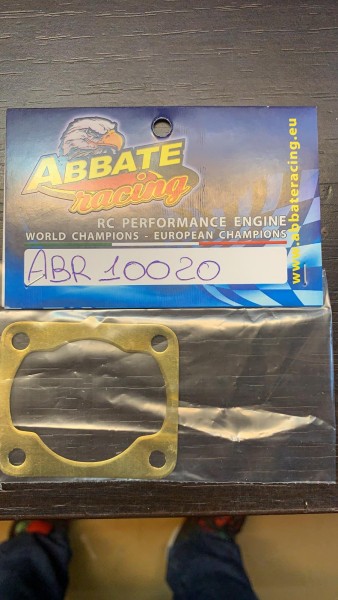 ABBATE
racing
RC PERFORMANCE ENGINE
WORLD CHAMPIONS - EUROPEAN CHAMPIONS
www.abbateracing.eu
ABR 10020